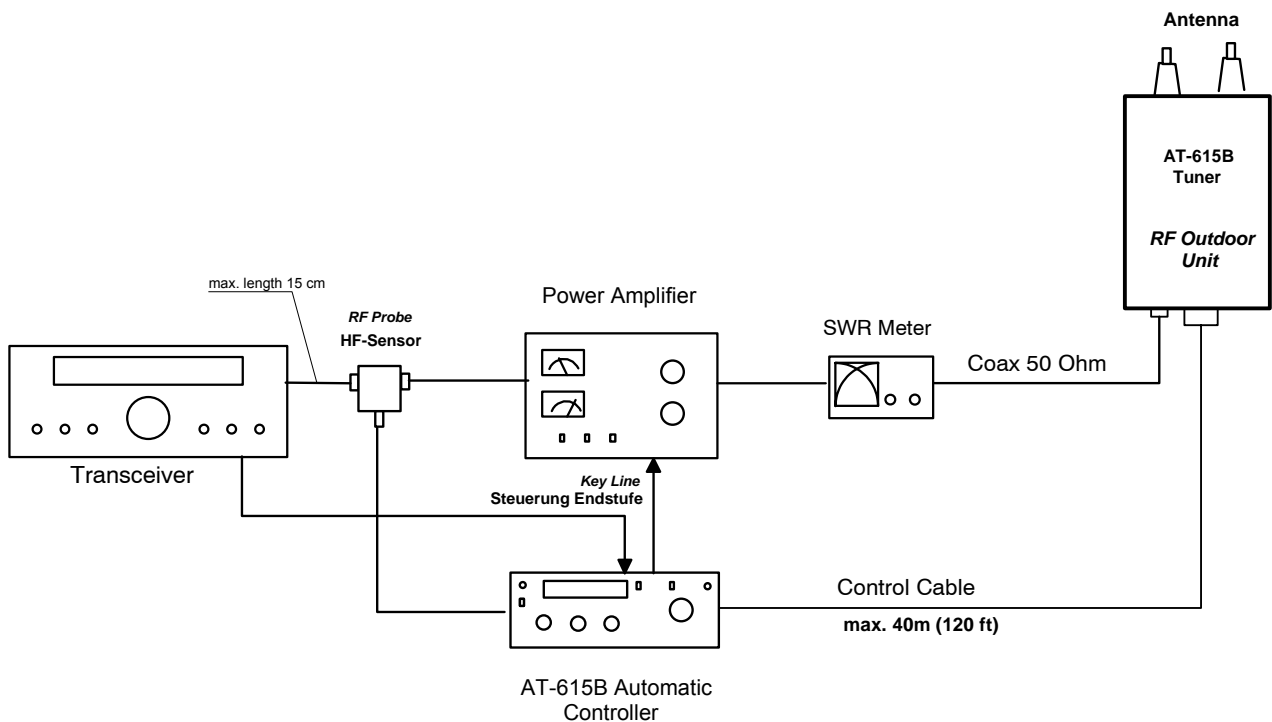 Antenna
AT-615B
Tuner
RF Outdoor
Unit
max. length 15 cm
RF Probe
HF-Sensor
Power Amplifier
SWR Meter
Coax 50 Ohm
Transceiver
Key Line
Steuerung Endstufe
Control Cable
max. 40m (120 ft)
AT-615B Automatic
Controller